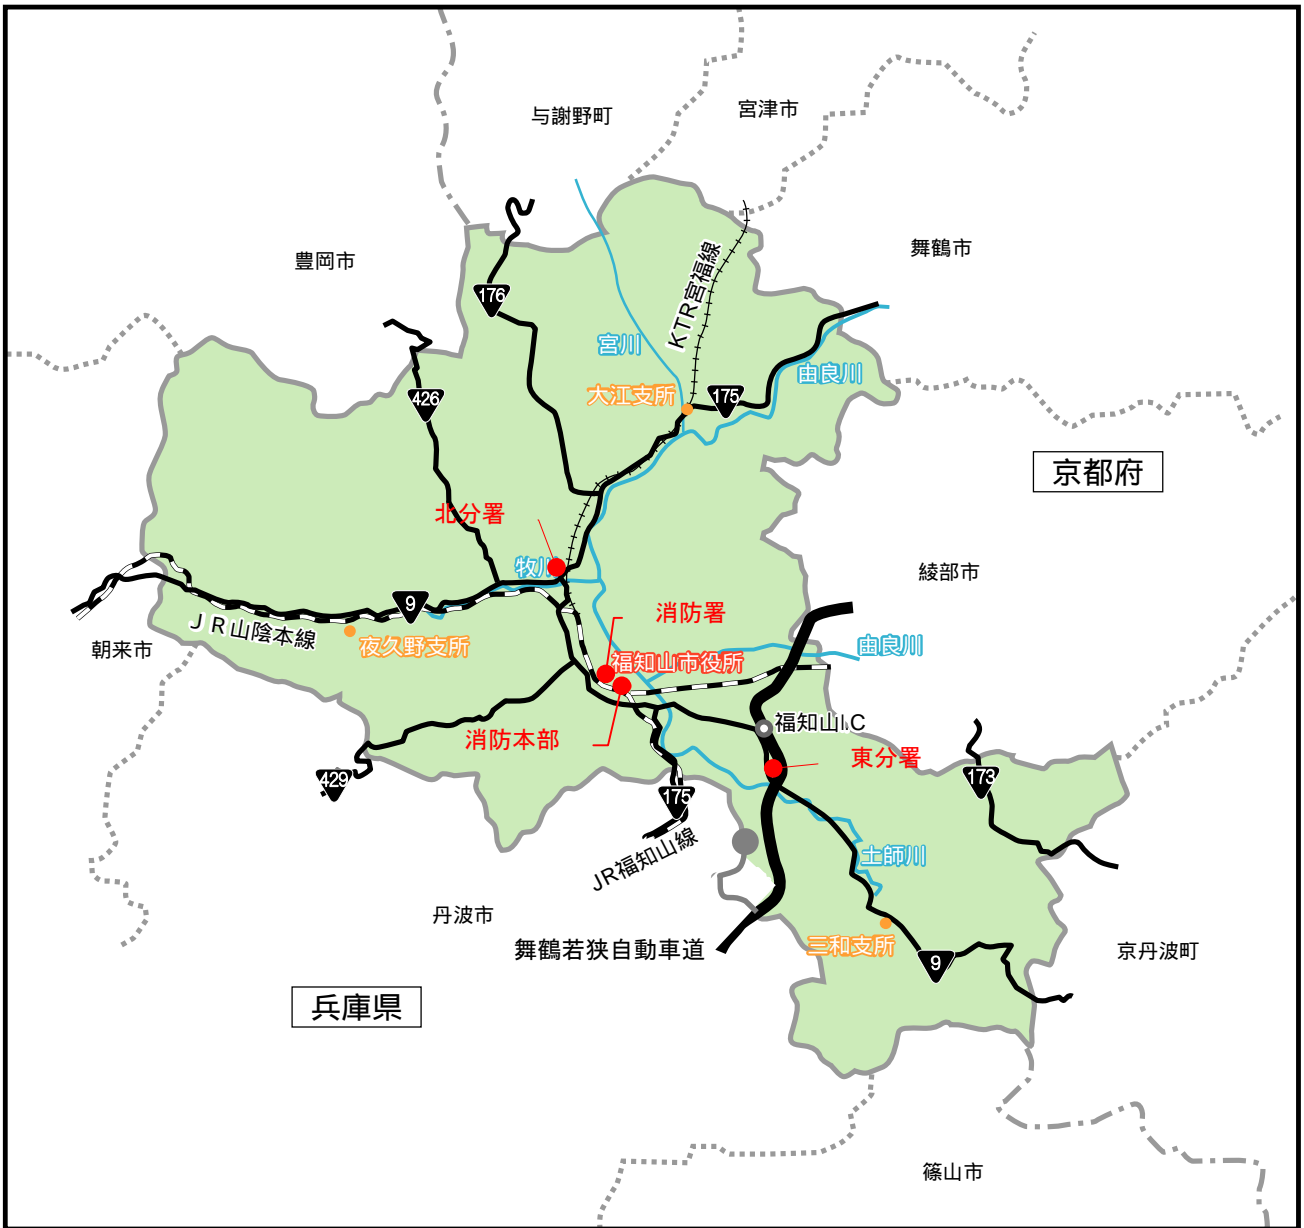 与謝野町
宮津市
豊岡市
舞鶴市
KTR宮福線
176
宮川
由良川
大江支所
175
426
京都府
北分署
牧川
綾部市
9
消防署
ＪＲ山陰本線
朝来市
夜久野支所
福知山市役所
由良川
福知山I.C
消防本部
東分署
429
173
175
JR福知山線
土師川
丹波市
舞鶴若狭自動車道
三和支所
京丹波町
9
兵庫県
篠山市